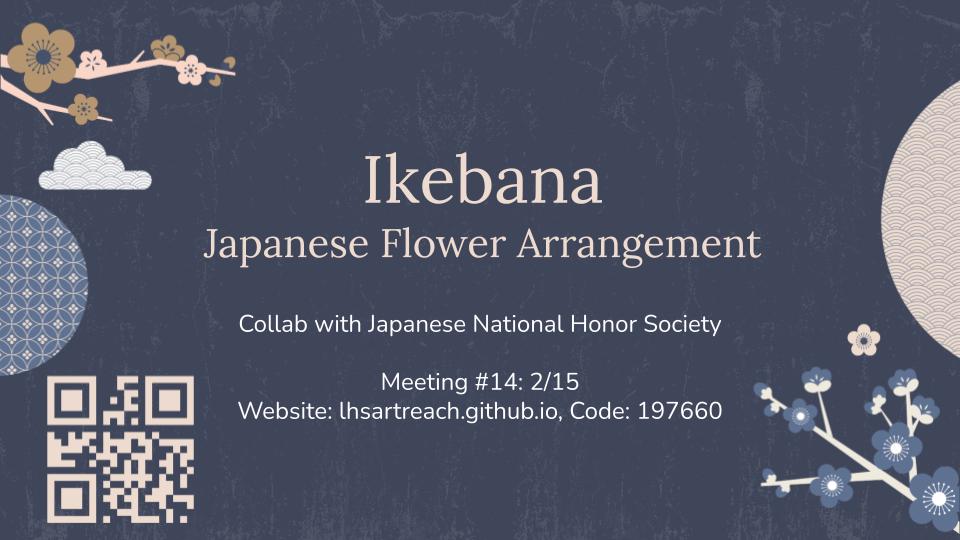 Ikebana
Japanese Flower Arrangement
Collab with Japanese National Honor Society
Meeting #14: 2/15
Website: lhsartreach.github.io, Code: 197660